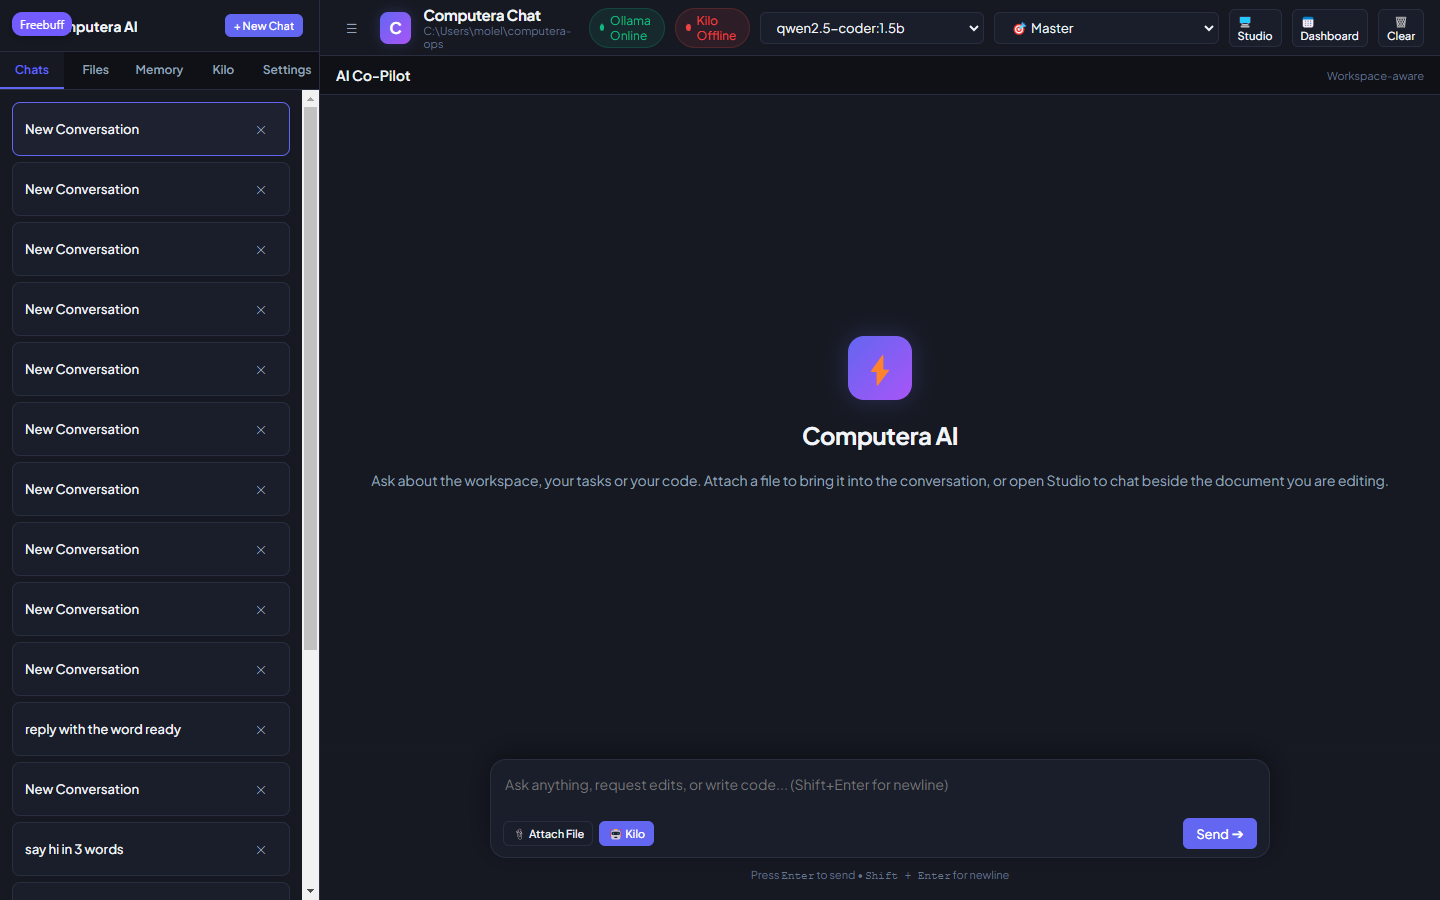 Freebuff
mputera AI
+ New Chat
Chats
Files
Memory
Kilo
Settings
New Conversation
New Conversation
New Conversation
New Conversation
New Conversation
New Conversation
New Conversation
New Conversation
New Conversation
New Conversation
reply with the word ready
New Conversation
say hi in 3 words
C
Computera Chat
C:\Users\molel\computera-
ops
Ollama
Online
Kilo
Offline
qwen2.5-coder:1.5b
Master
Studio
Dashboard
Clear
AI Co-Pilot
Workspace-aware
Computera AI
Ask about the workspace, your tasks or your code. Attach a file to bring it into the conversation, or open Studio to chat beside the document you are editing.
Ask anything, request edits, or write code... (Shift+Enter for newline)
Attach File
Kilo
Send →
Press Enter to send • Shift + Enter for newline